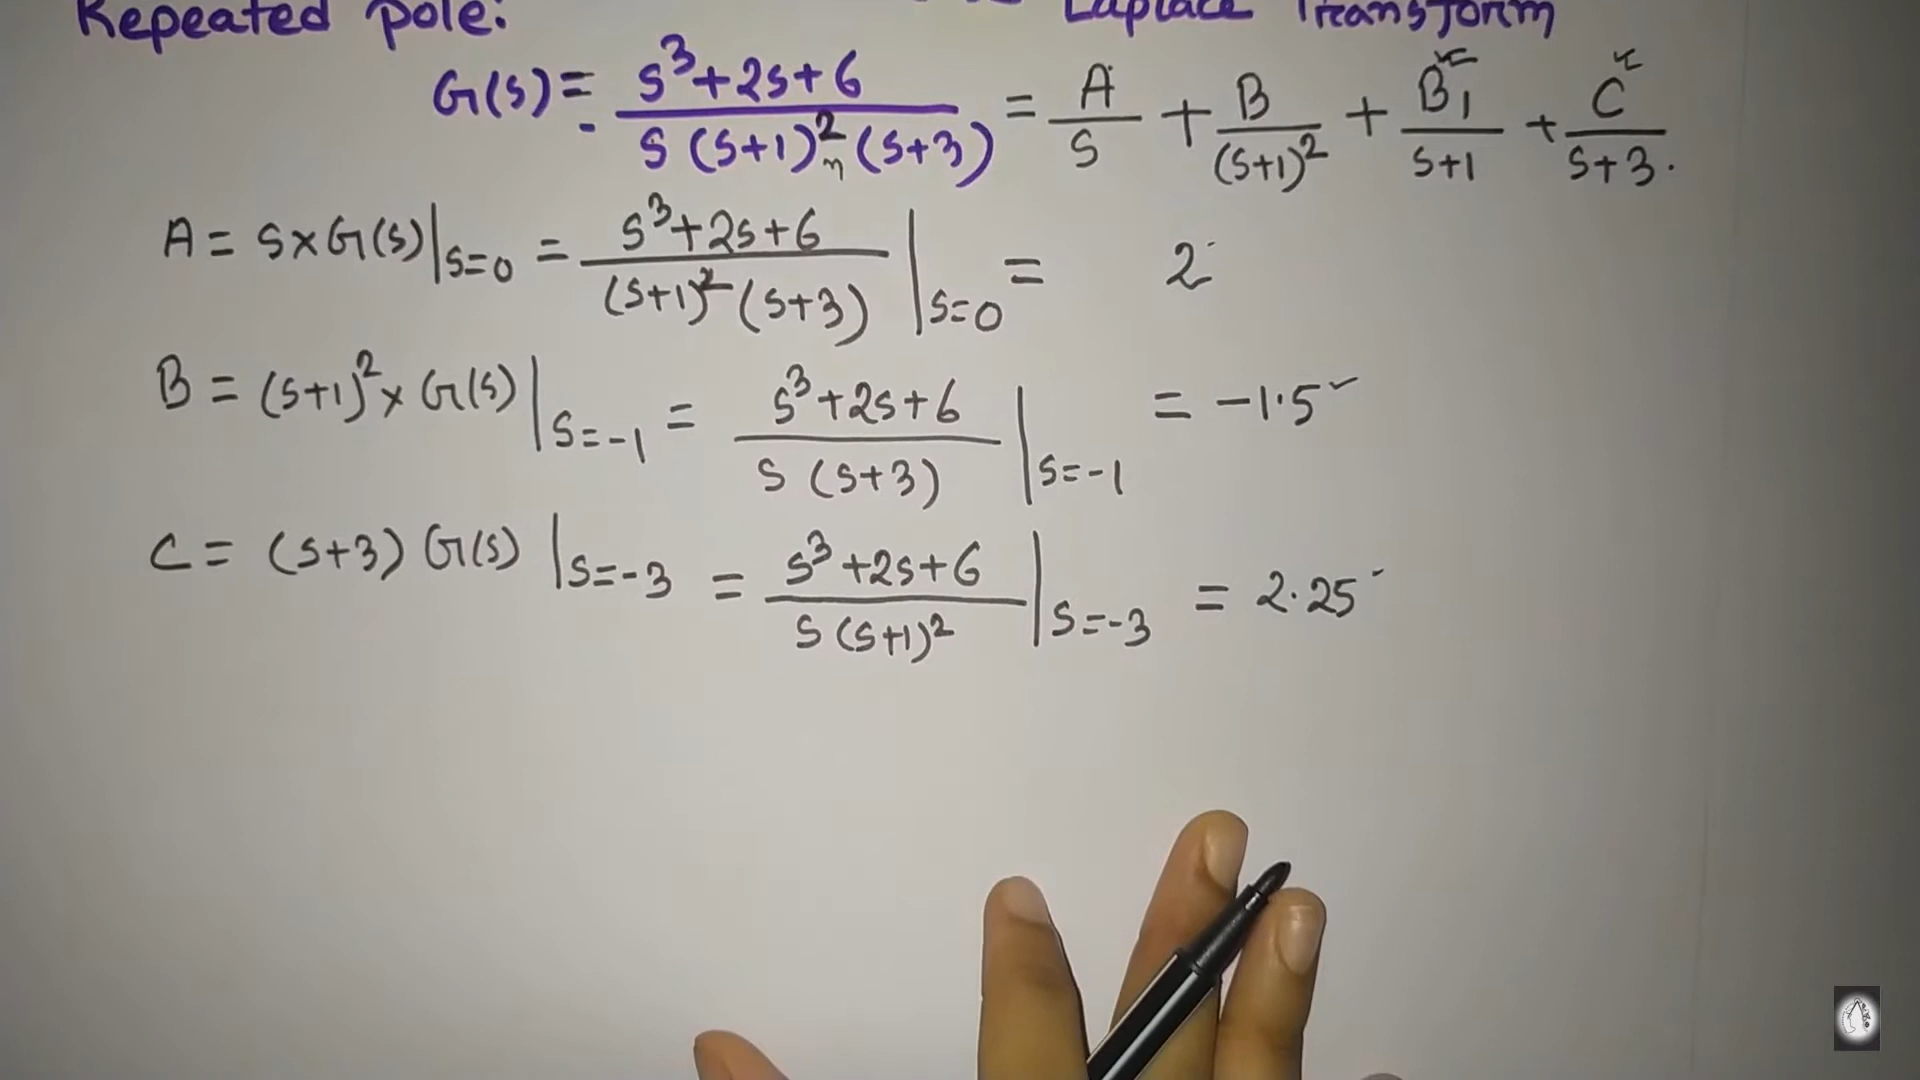 Repeated pole: Laplace Transform
G(s) = s³+2s+6 / s (s+1)²(s+3) = A/s + B/(s+1)² + B₁/s+1 + C/s+3.
A = s×G(s)|s=0 = s³+2s+6 / (s+1)²(s+3) |s=0 = 2
B = (s+1)²× G(s)|s=-1 = s³+2s+6 / s (s+3) |s=-1 = -1.5
C = (s+3) G(s) |s=-3 = s³+2s+6 / s (s+1)² |s=-3 = 2.25